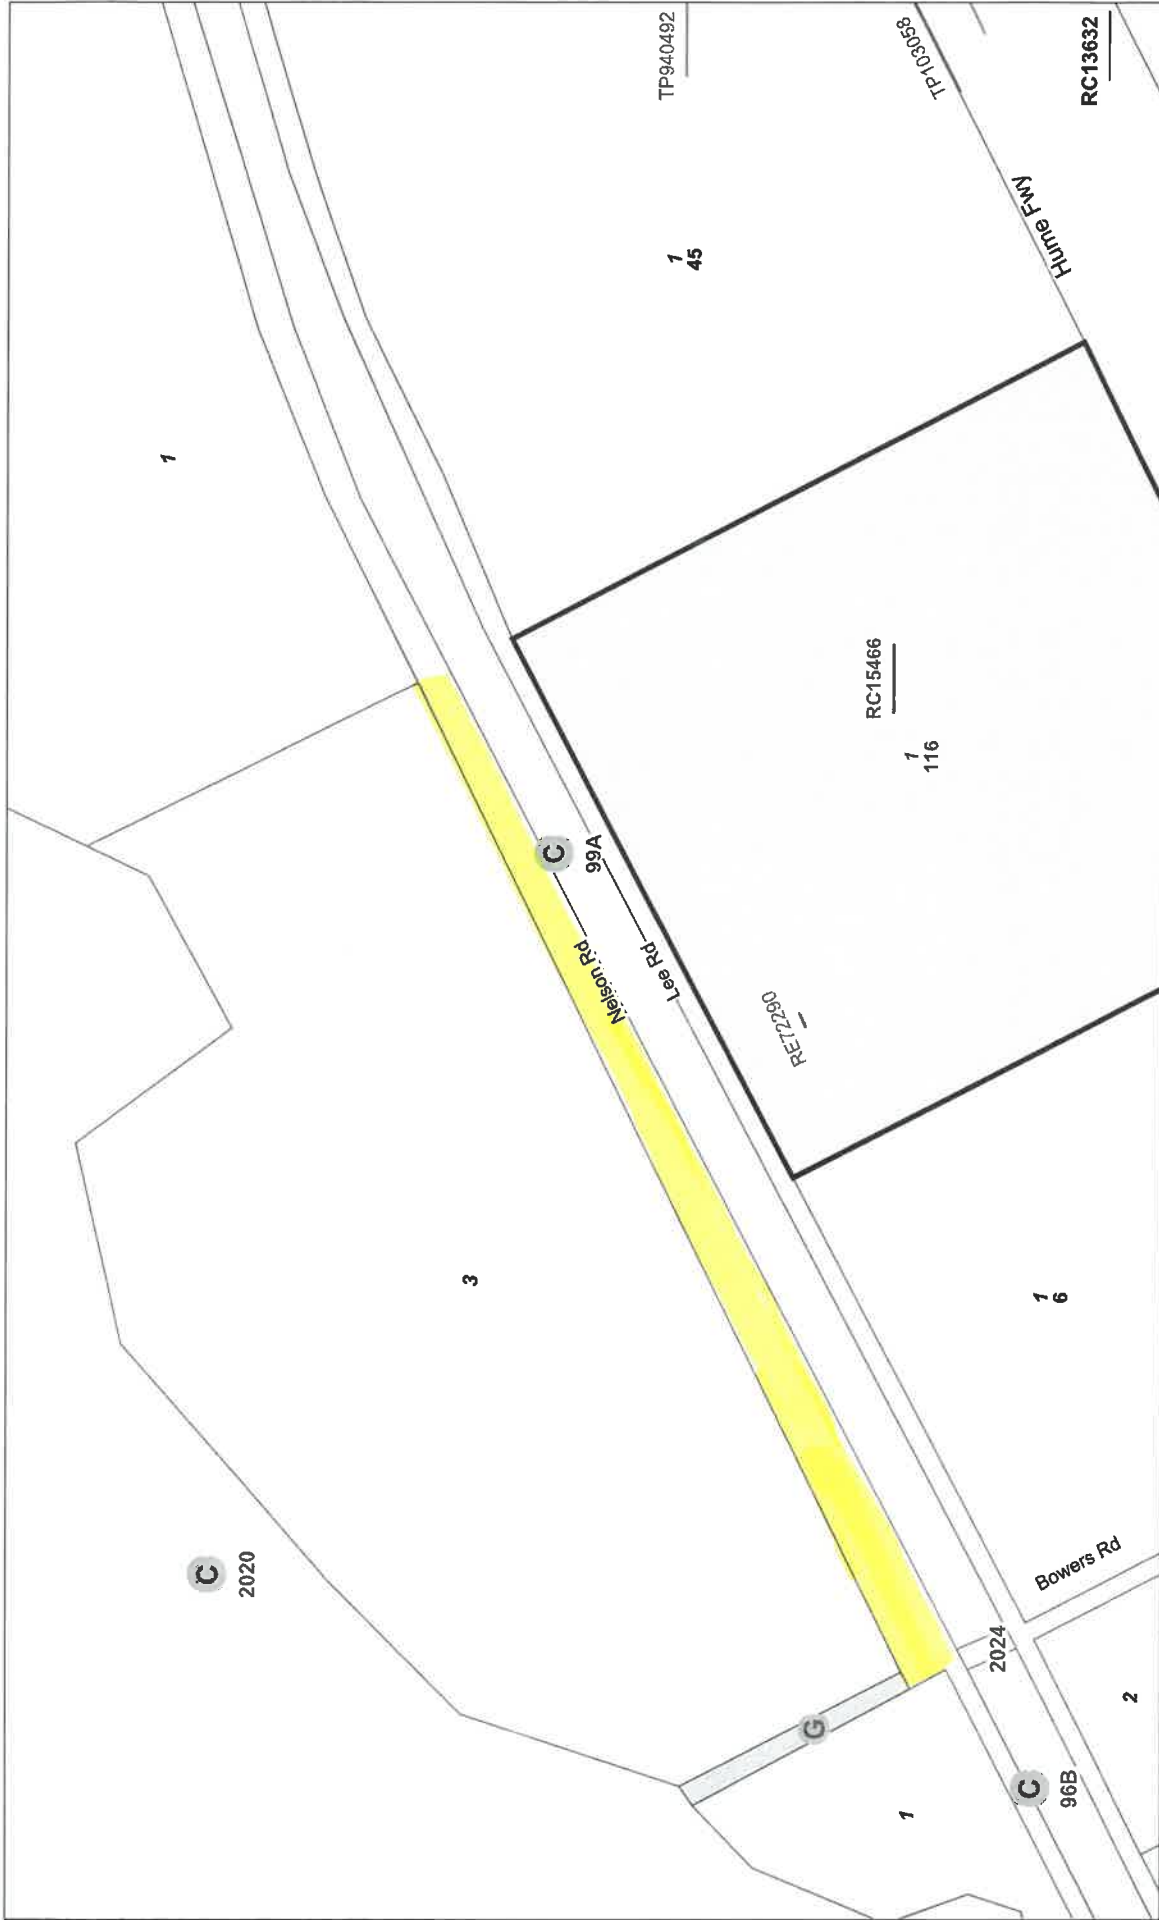 1
C
2020
3
C
99A
Nelson Rd
Lee Rd
TP940492
1
45
RE72290
G
RC15466
1
1
116
TP103058
2024
C
96B
1
6
Hume Fwy
Bowers Rd
RC13632
2